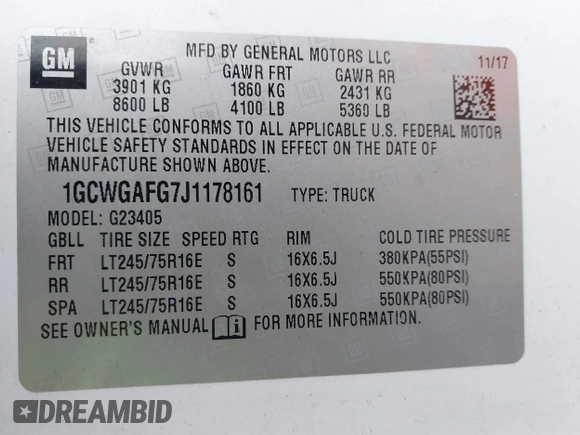 GM
MFD BY GENERAL MOTORS LLC
11/17
GVWR GAWR FRT GAWR RR
3901 KG 1860 KG 2431 KG
8600 LB 4100 LB 5360 LB
THIS VEHICLE CONFORMS TO ALL APPLICABLE U.S. FEDERAL MOTOR
VEHICLE SAFETY STANDARDS IN EFFECT ON THE DATE OF
MANUFACTURE SHOWN ABOVE.
1GCWGAFG7J1178161 TYPE: TRUCK
MODEL: G23405
GBLL TIRE SIZE SPEED RTG RIM COLD TIRE PRESSURE
FRT LT245/75R16E S 16X6.5J 380KPA(55PSI)
RR LT245/75R16E S 16X6.5J 550KPA(80PSI)
SPA LT245/75R16E S 16X6.5J 550KPA(80PSI)
SEE OWNER'S MANUAL FOR MORE INFORMATION.
DREAMBID